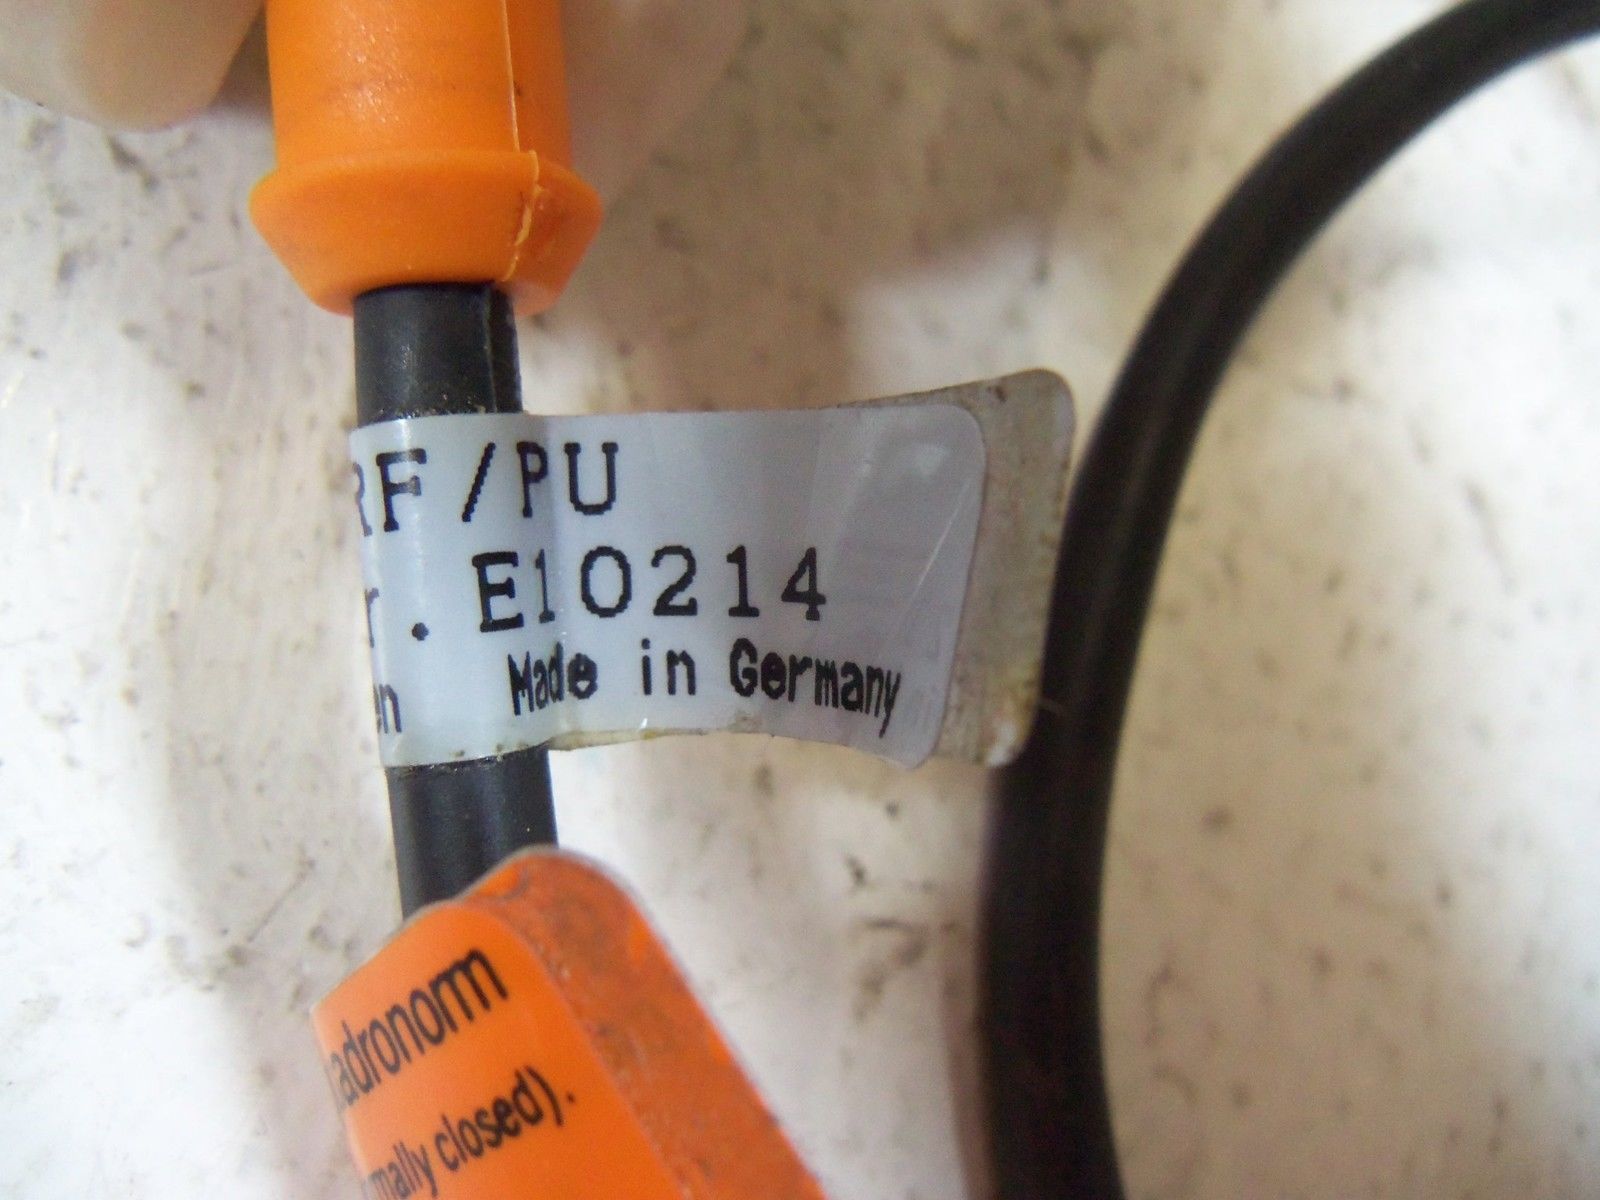 RF/PU
r. E10214
en Made in Germany
adronorm
mally closed).